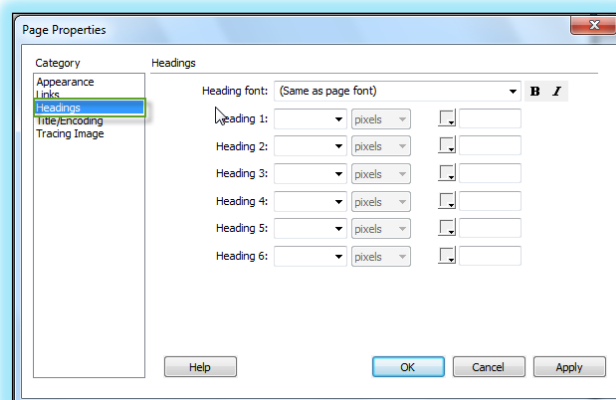 Page Properties
Category
Headings
Appearance
Links
Headings
Title/Encoding
Tracing Image
Heading font: (Same as page font) B I
Heading 1: pixels
Heading 2: pixels
Heading 3: pixels
Heading 4: pixels
Heading 5: pixels
Heading 6: pixels
Help OK Cancel Apply